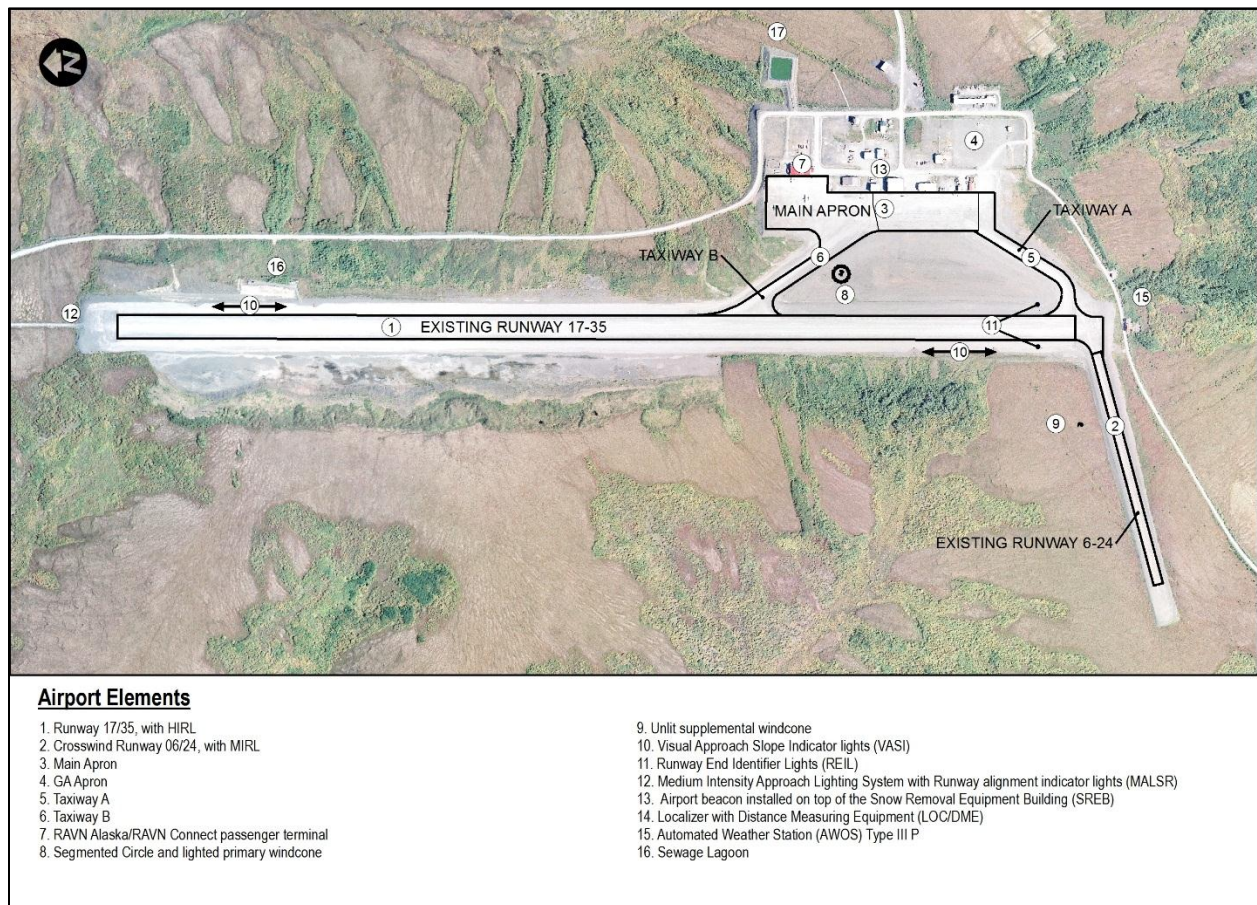 N
17
4
7
13
'MAIN APRON
3
TAXIWAY A
TAXIWAY B
6
5
16
8
15
10
12
1
EXISTING RUNWAY 17-35
11
10
9
2
EXISTING RUNWAY 6-24
Airport Elements
1. Runway 17/35, with HIRL
2. Crosswind Runway 06/24, with MIRL
3. Main Apron
4. GA Apron
5. Taxiway A
6. Taxiway B
7. RAVN Alaska/RAVN Connect passenger terminal
8. Segmented Circle and lighted primary windcone
9. Unlit supplemental windcone
10. Visual Approach Slope Indicator lights (VASI)
11. Runway End Identifier Lights (REIL)
12. Medium Intensity Approach Lighting System with Runway alignment indicator lights (MALSR)
13. Airport beacon installed on top of the Snow Removal Equipment Building (SREB)
14. Localizer with Distance Measuring Equipment (LOC/DME)
15. Automated Weather Station (AWOS) Type III P
16. Sewage Lagoon